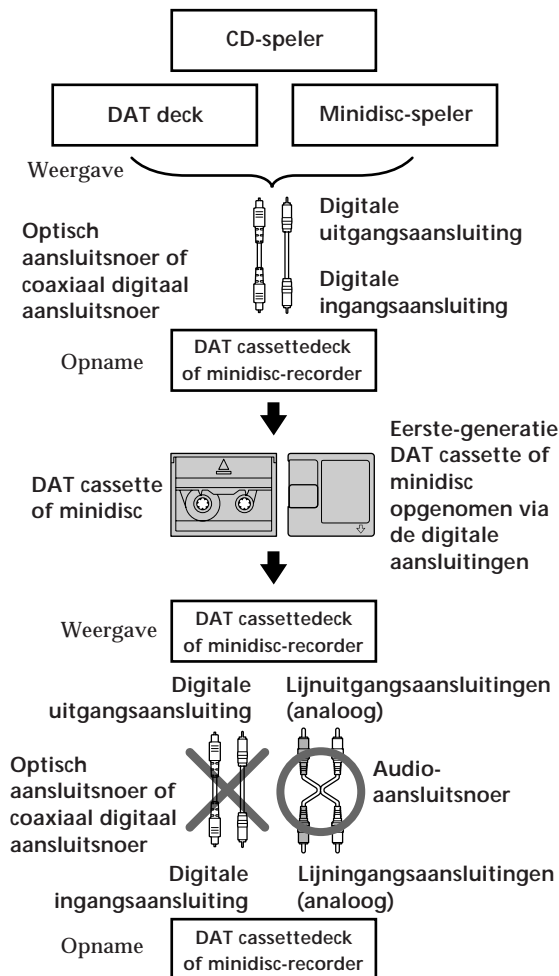 CD-speler
DAT deck
Minidisc-speler
Weergave
Optisch
aansluitsnoer of
coaxiaal digitaal
aansluitsnoer
Digitale
uitgangsaansluiting
Digitale
ingangsaansluiting
Opname
DAT cassettedeck
of minidisc-recorder
DAT cassette
of minidisc
Eerste-generatie
DAT cassette of
minidisc
opgenomen via
de digitale
aansluitingen
Weergave
DAT cassettedeck
of minidisc-recorder
Digitale
uitgangsaansluiting
Lijnuitgangsaansluitingen
(analoog)
Optisch
aansluitsnoer of
coaxiaal digitaal
aansluitsnoer
Audio-
aansluitsnoer
Digitale
ingangsaansluiting
Lijningangsaansluitingen
(analoog)
Opname
DAT cassettedeck
of minidisc-recorder